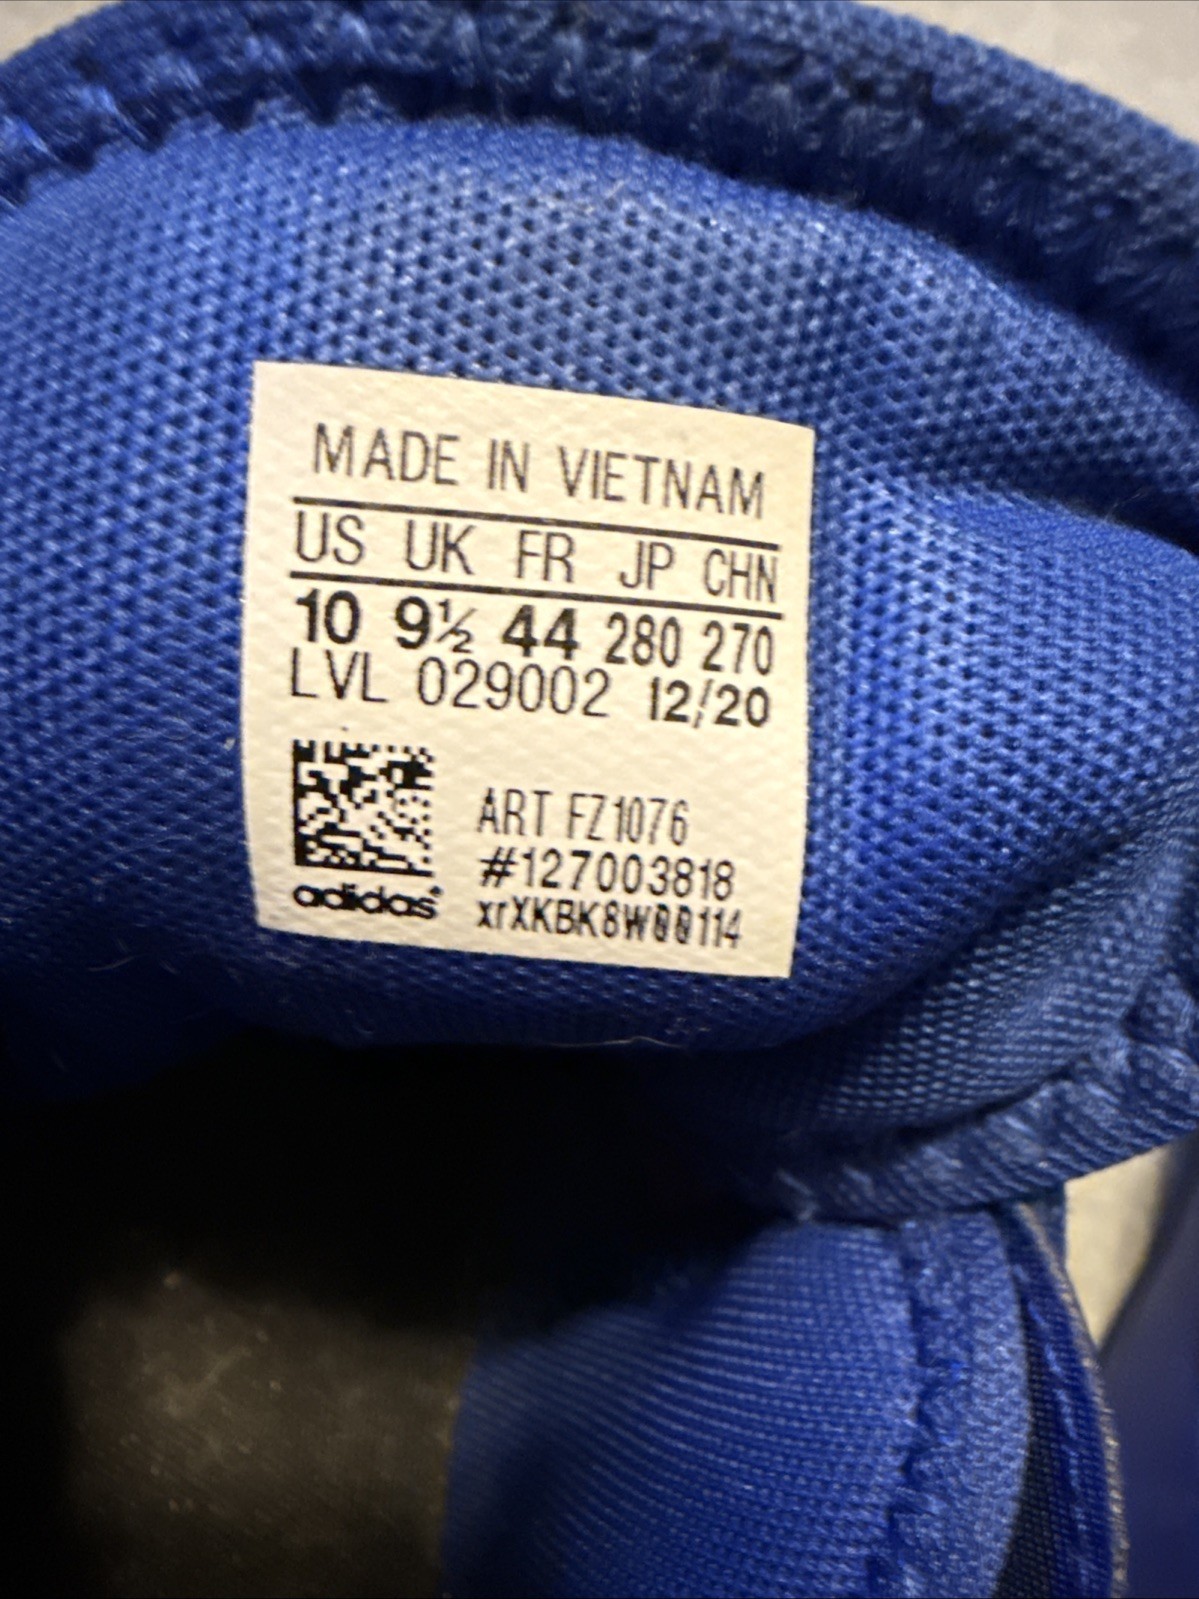 MADE IN VIETNAM
US UK FR JP CHN
10 9½ 44 280 270
LVL 029002 12/20
ART FZ1076
#127003818
adidas®
xrXKBK8W00114